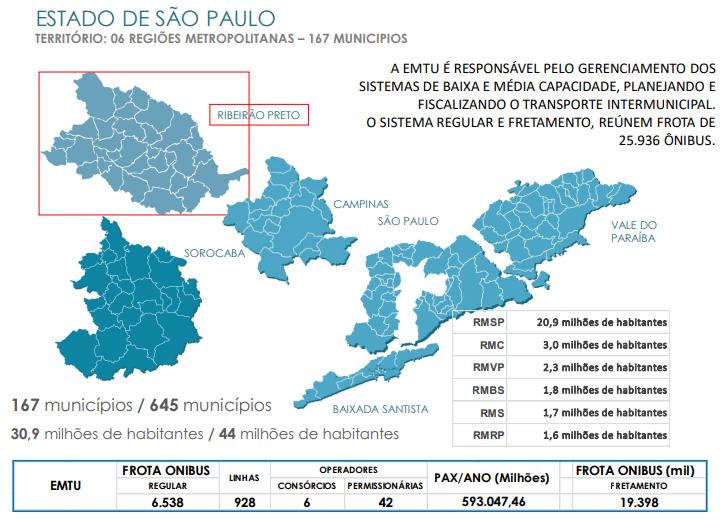 ESTADO DE SÃO PAULO
TERRITÓRIO: 06 REGIÕES METROPOLITANAS – 167 MUNICIPIOS
A EMTU É RESPONSÁVEL PELO GERENCIAMENTO DOS
SISTEMAS DE BAIXA E MÉDIA CAPACIDADE, PLANEJANDO E
FISCALIZANDO O TRANSPORTE INTERMUNICIPAL.
O SISTEMA REGULAR E FRETAMENTO, REÚNEM FROTA DE
25.936 ÔNIBUS.
RIBEIRÃO PRETO
CAMPINAS
SÃO PAULO
VALE DO
PARAÍBA
SOROCABA
BAIXADA SANTISTA
RMSP 20,9 milhões de habitantes
RMC 3,0 milhões de habitantes
RMVP 2,3 milhões de habitantes
RMBS 1,8 milhões de habitantes
RMS 1,7 milhões de habitantes
RMRP 1,6 milhões de habitantes
167 municípios / 645 municípios
30,9 milhões de habitantes / 44 milhões de habitantes
EMTU
FROTA ONIBUS LINHAS OPERADORES PAX/ANO (Milhões) FROTA ONIBUS (mil)
REGULAR CONSÓRCIOS PERMISSIONÁRIAS FRETAMENTO
6.538 928 6 42 593.047,46 19.398